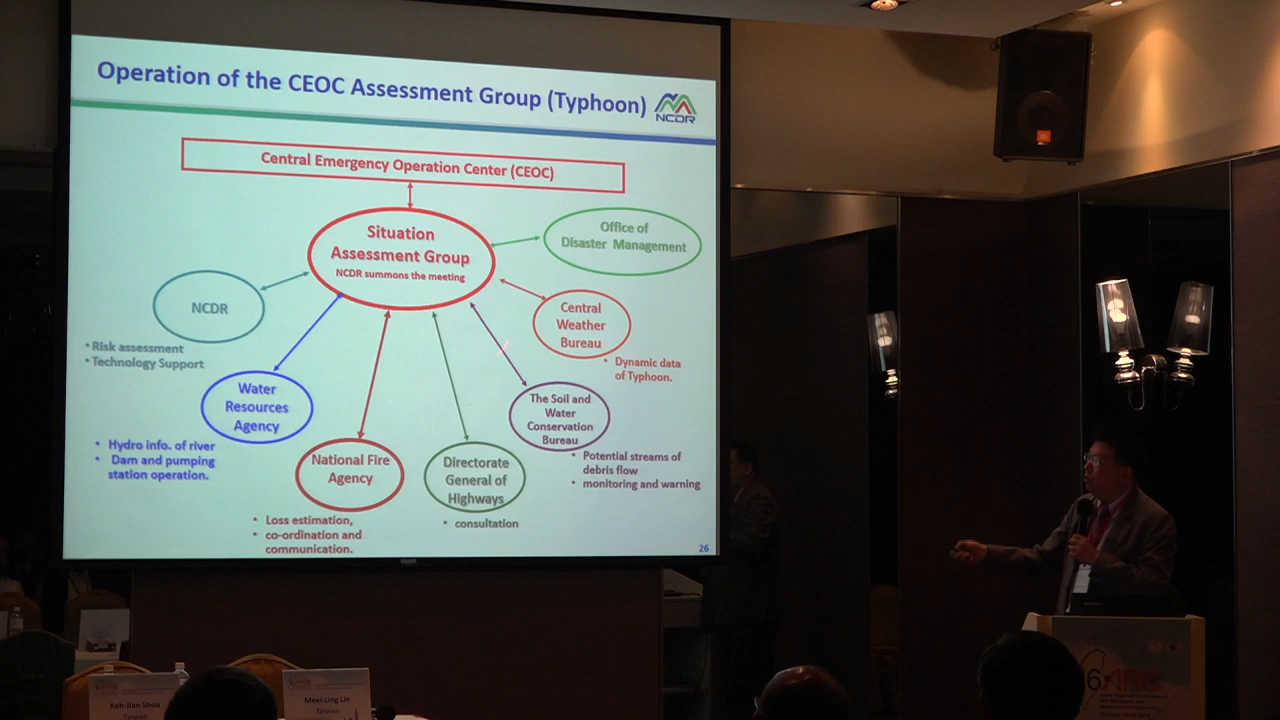 Operation of the CEOC Assessment Group (Typhoon)
NCDR
Central Emergency Operation Center (CEOC)
Situation
Assessment Group
NCDR summons the meeting
Office of
Disaster Management
NCDR
• Risk assessment
• Technology Support
Central
Weather
Bureau
• Dynamic data
of Typhoon.
Water
Resources
Agency
• Hydro info. of river
• Dam and pumping
station operation.
The Soil and
Water
Conservation
Bureau
• Potential streams of
debris flow
• monitoring and warning
National Fire
Agency
• Loss estimation,
• co-ordination and
communication.
Directorate
General of
Highways
• consultation
26
Keh-Jian Shou
Taiwan
Meei-Ling Lin
Taiwan
6